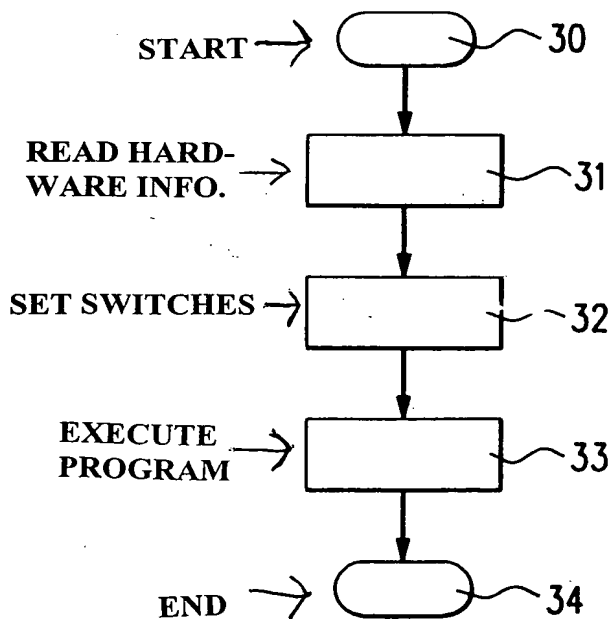 START
30
READ HARD-
WARE INFO.
31
SET SWITCHES
32
EXECUTE
PROGRAM
33
END
34